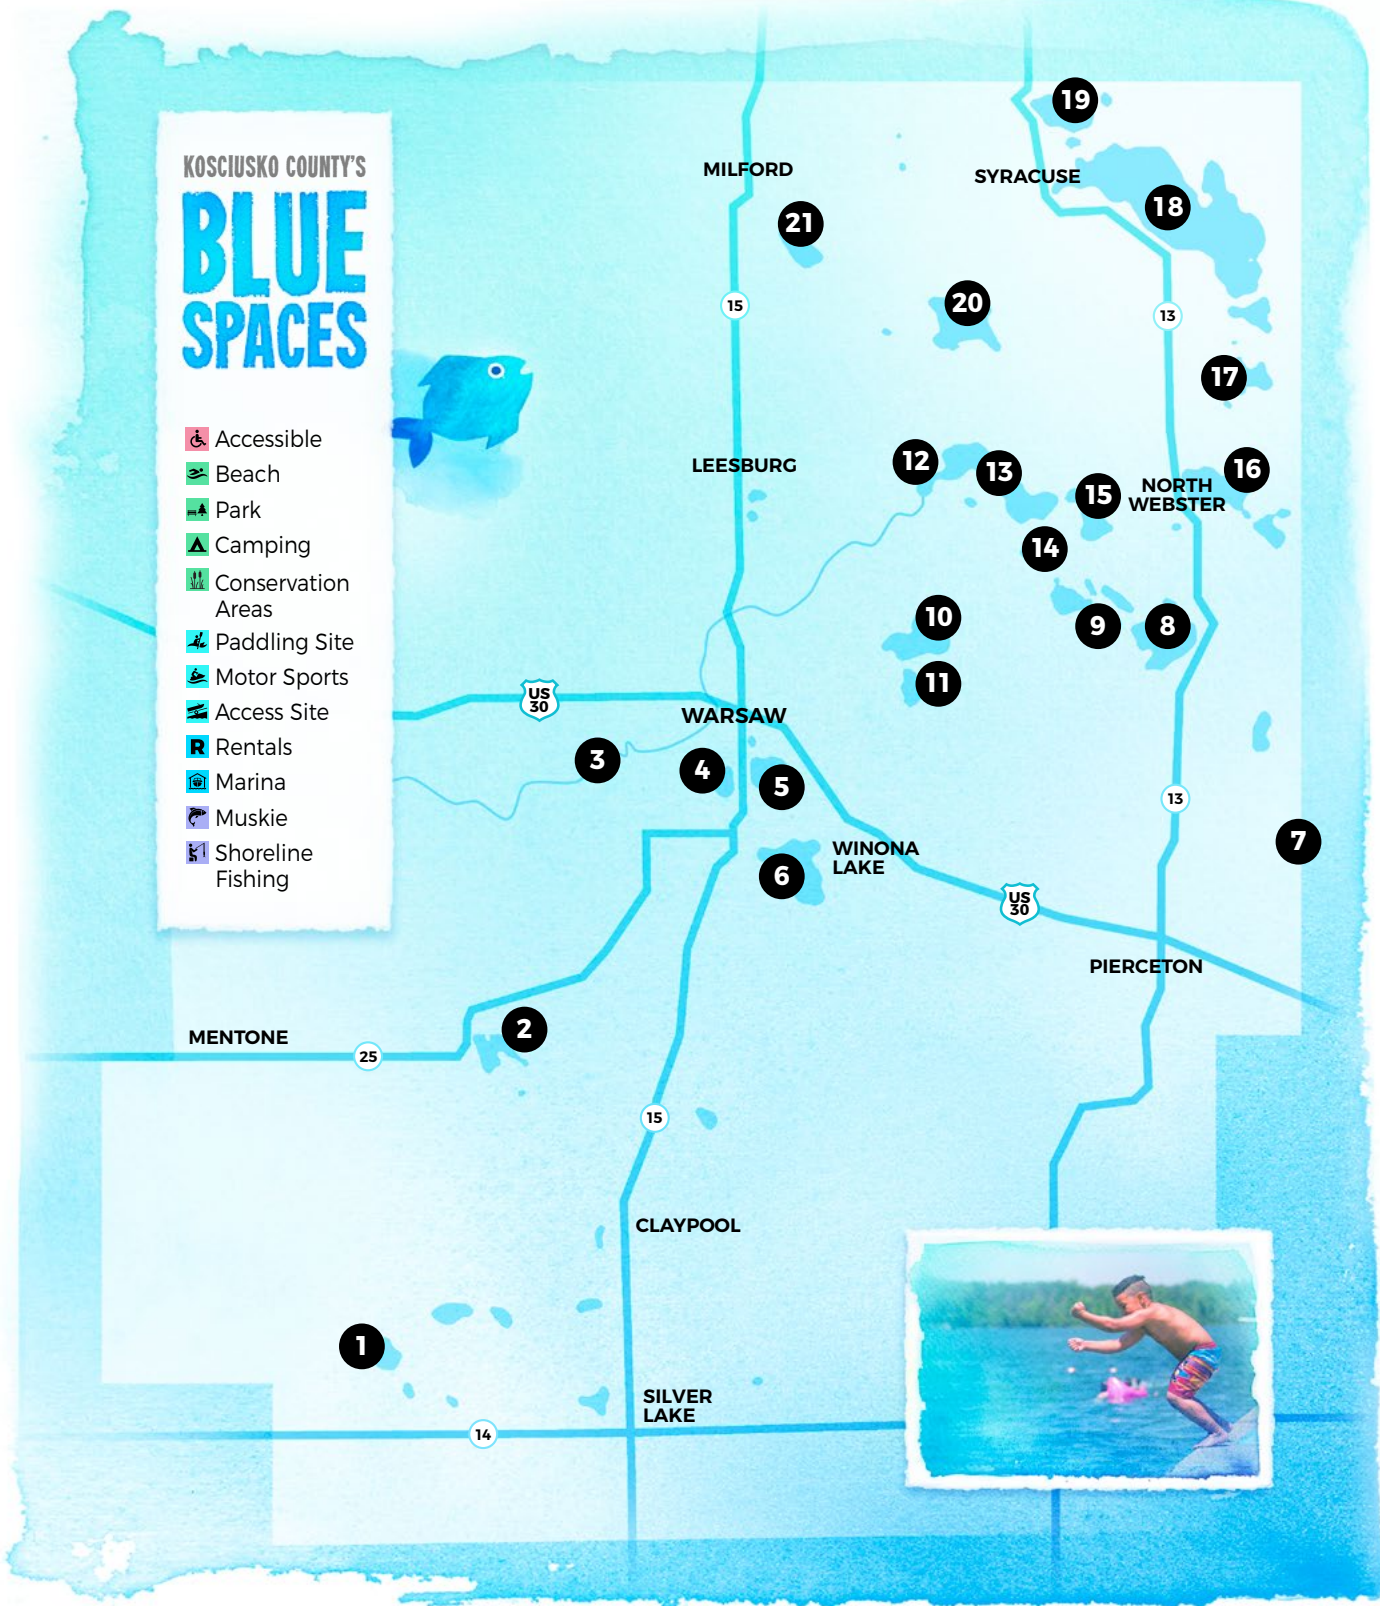 KOSCIUSKO COUNTY'S
BLUE
SPACES
Accessible
Beach
Park
Camping
Conservation
Areas
Paddling Site
Motor Sports
Access Site
R Rentals
Marina
Muskie
Shoreline
Fishing
19
MILFORD
SYRACUSE
18
21
20
15
13
17
12
13
LEESBURG
16
15
NORTH
WEBSTER
14
10
9
8
11
US
30
WARSAW
3
4
5
13
7
WINONA
LAKE
6
US
30
PIERCETON
2
MENTONE
25
15
CLAYPOOL
1
SILVER
LAKE
14